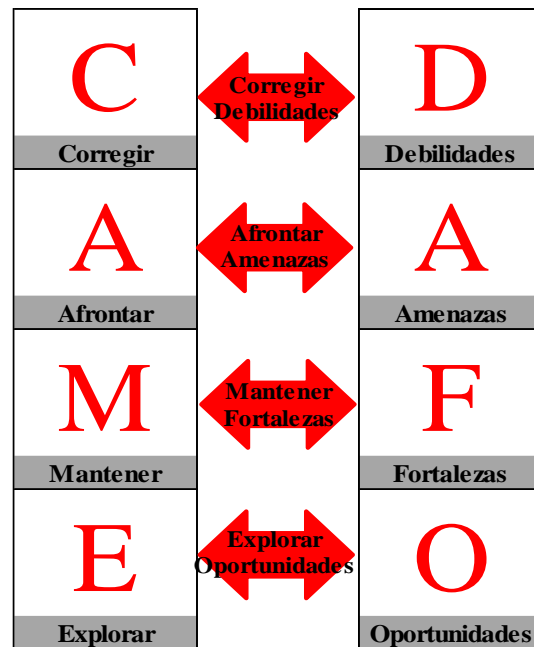 C
Corregir
Corregir
Debilidades
D
Debilidades
A
Afrontar
Afrontar
Amenazas
A
Amenazas
M
Mantener
Mantener
Fortalezas
F
Fortalezas
E
Explorar
Explorar
Oportunidades
O
Oportunidades